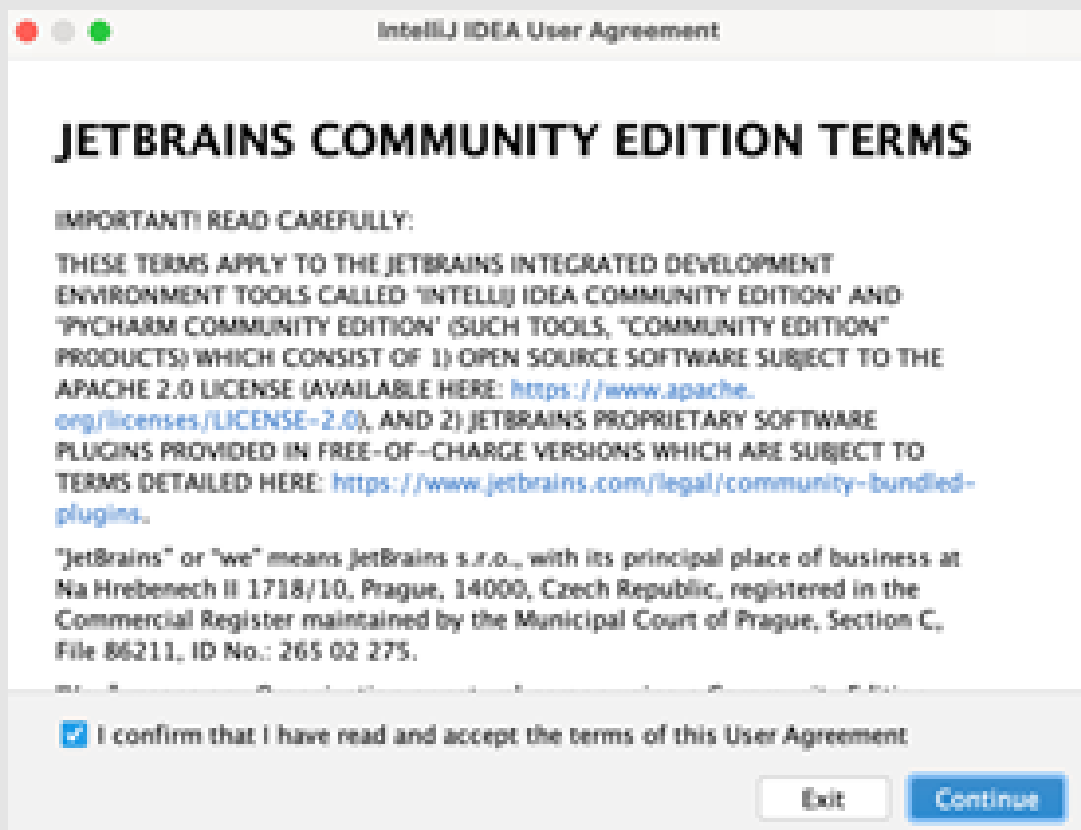 IntelliJ IDEA User Agreement
JETBRAINS COMMUNITY EDITION TERMS
IMPORTANT! READ CAREFULLY:
THESE TERMS APPLY TO THE JETBRAINS INTEGRATED DEVELOPMENT
ENVIRONMENT TOOLS CALLED 'INTELLIJ IDEA COMMUNITY EDITION' AND
'PYCHARM COMMUNITY EDITION' (SUCH TOOLS, "COMMUNITY EDITION"
PRODUCTS) WHICH CONSIST OF 1) OPEN SOURCE SOFTWARE SUBJECT TO THE
APACHE 2.0 LICENSE (AVAILABLE HERE: https://www.apache.
org/licenses/LICENSE-2.0), AND 2) JETBRAINS PROPRIETARY SOFTWARE
PLUGINS PROVIDED IN FREE-OF-CHARGE VERSIONS WHICH ARE SUBJECT TO
TERMS DETAILED HERE: https://www.jetbrains.com/legal/community-bundled-
plugins.
"JetBrains" or "we" means JetBrains s.r.o., with its principal place of business at
Na Hrebenech II 1718/10, Prague, 14000, Czech Republic, registered in the
Commercial Register maintained by the Municipal Court of Prague, Section C,
File 86211, ID No.: 265 02 275.
I confirm that I have read and accept the terms of this User Agreement
Exit
Continue